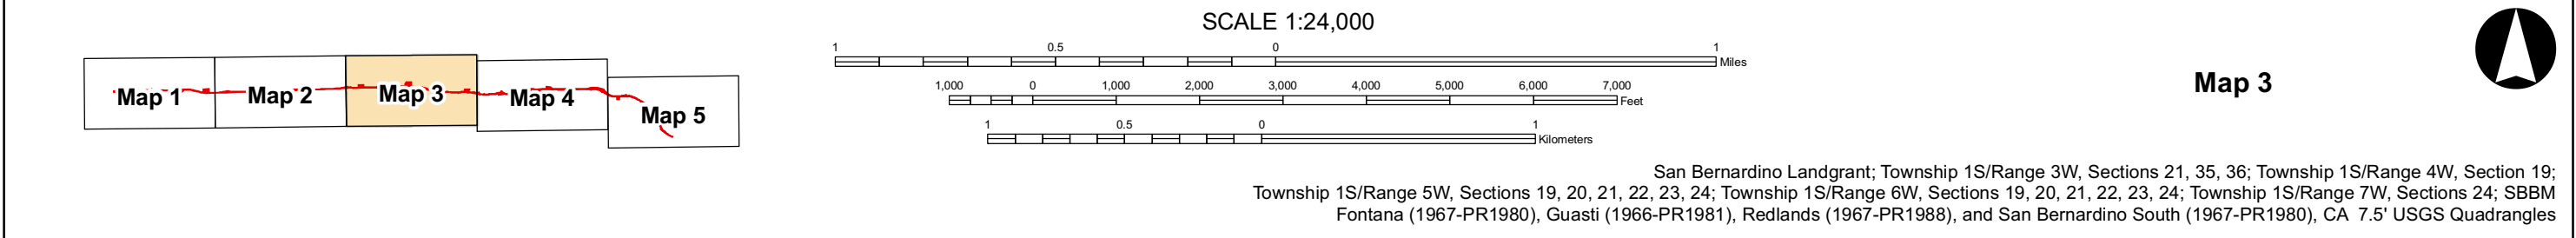 Map 1
Map 2
Map 3
Map 4
Map 5
SCALE 1:24,000
1 0.5 0 1
Miles
1,000 0 1,000 2,000 3,000 4,000 5,000 6,000 7,000
Feet
1 0.5 0 1
Kilometers
Map 3
San Bernardino Landgrant; Township 1S/Range 3W, Sections 21, 35, 36; Township 1S/Range 4W, Section 19;
Township 1S/Range 5W, Sections 19, 20, 21, 22, 23, 24; Township 1S/Range 6W, Sections 19, 20, 21, 22, 23, 24; Township 1S/Range 7W, Sections 24; SBBM
Fontana (1967-PR1980), Guasti (1966-PR1981), Redlands (1967-PR1988), and San Bernardino South (1967-PR1980), CA 7.5' USGS Quadrangles